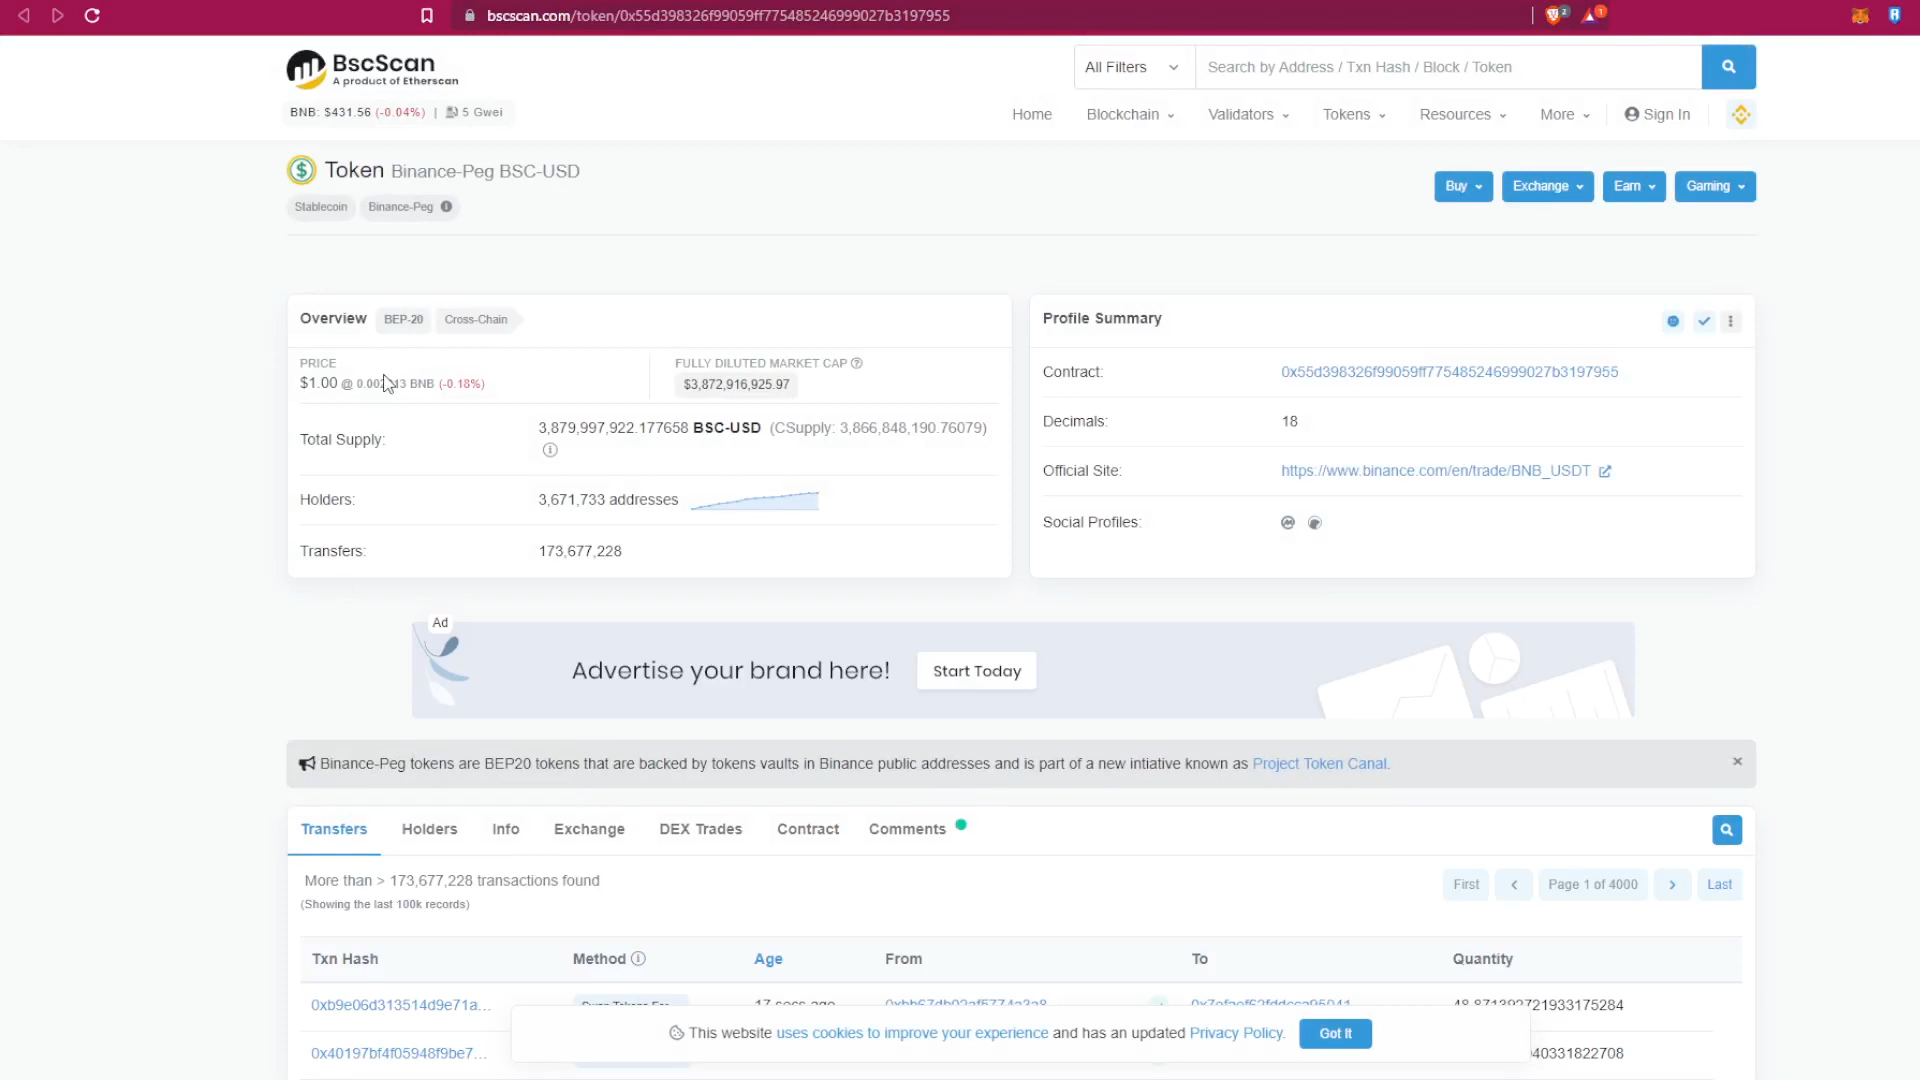 bscscan.com/token/0x55d398326f99059ff775485246999027b3197955
2
1
BscScan
A product of Etherscan
All Filters
Search by Address / Txn Hash / Block / Token
BNB: $431.56 (-0.04%) | 5 Gwei
Home Blockchain Validators Tokens Resources More Sign In
Token Binance-Peg BSC-USD
Stablecoin Binance-Peg
Buy Exchange Earn Gaming
Overview BEP-20 Cross-Chain
PRICE
$1.00 @ BNB (-0.18%)
FULLY DILUTED MARKET CAP
$3,872,916,925.97
Total Supply: 3,879,997,922.177658 BSC-USD (CSupply: 3,866,848,190.76079)
Holders: 3,671,733 addresses
Transfers: 173,677,228
Profile Summary
Contract: 0x55d398326f99059ff775485246999027b3197955
Decimals: 18
Official Site: https://www.binance.com/en/trade/BNB_USDT
Social Profiles:
Ad
Advertise your brand here! Start Today
Binance-Peg tokens are BEP20 tokens that are backed by tokens vaults in Binance public addresses and is part of a new intiative known as Project Token Canal.
Transfers Holders Info Exchange DEX Trades Contract Comments
More than > 173,677,228 transactions found
(Showing the last 100k records)
First Page 1 of 4000 Last
Txn Hash Method Age From To Quantity
0xb9e06d313514d9e71a... 17 secs ago 48.871392721933175284
0x40197bf4f05948f9be7... 40331822708
This website uses cookies to improve your experience and has an updated Privacy Policy.
Got It